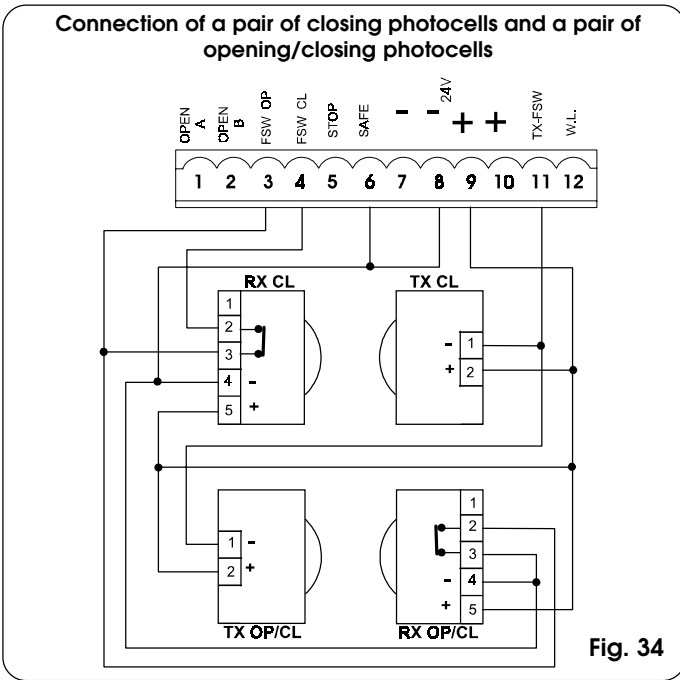 Connection of a pair of closing photocells and a pair of
opening/closing photocells
OPEN A
OPEN B
FSW OP
FSW CL
STOP
SAFE
-
-
24V
+
+
TX-FSW
W.L.
1 2 3 4 5 6 7 8 9 10 11 12
RX CL
1
2
3
4 -
5 +
TX CL
- 1
+ 2
1 -
2 +
TX OP/CL
1
2
3
- 4
+ 5
RX OP/CL
Fig. 34